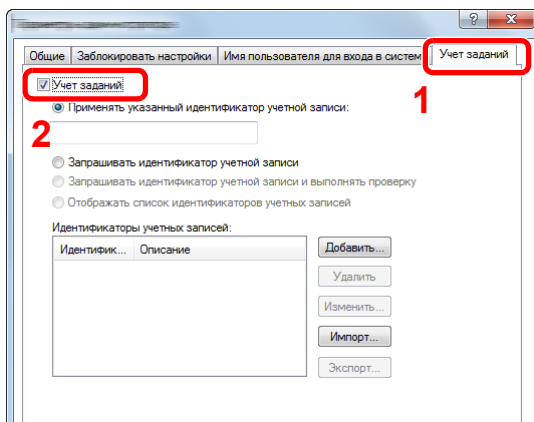 ?
X
Общие
Заблокировать настройки
Имя пользователя для входа в систем
Учет заданий
1
Учет заданий
Применять указанный идентификатор учетной записи:
2
Запрашивать идентификатор учетной записи
Запрашивать идентификатор учетной записи и выполнять проверку
Отображать список идентификаторов учетных записей
Идентификаторы учетных записей:
Идентифик... Описание
Добавить...
Удалить
Изменить...
Импорт...
Экспорт...